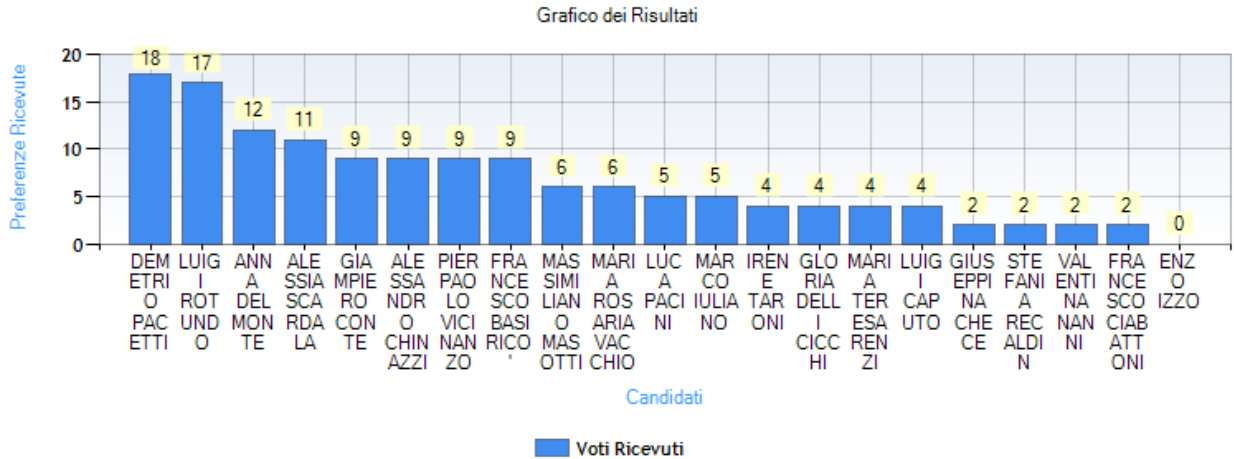 Grafico dei Risultati
Preferenze Ricevute
20
15
10
5
0
18
17
12
11
9
9
9
9
6
6
5
5
4
4
4
4
2
2
2
2
0
DEM
ETRI
O
PAC
ETTI
LUIG
I
ROT
UND
O
ANN
A
DEL
MON
TE
ALE
SSIA
SCA
RDA
LA
GIA
MPIE
RO
CON
TE
ALE
SSA
NDR
O
CHIN
AZZI
PIER
PAO
LO
VICI
NAN
ZO
FRA
NCE
SCO
BASI
RICO
'
MAS
SIMI
LIAN
O
MAS
OTTI
MARI
A
ROS
ARIA
VAC
CHIO
LUC
A
PACI
NI
MAR
CO
IULIA
NO
IREN
E
TAR
ONI
GLO
RIA
DELL
I
CICC
HI
MARI
A
TER
ESA
REN
ZI
LUIG
I
CAP
UTO
GIUS
EPPI
NA
CHE
CE
STE
FANI
A
REC
ALDI
N
VAL
ENTI
NA
NAN
NI
FRA
NCE
SCO
CIAB
ATT
ONI
ENZ
O
IZZO
Candidati
Voti Ricevuti